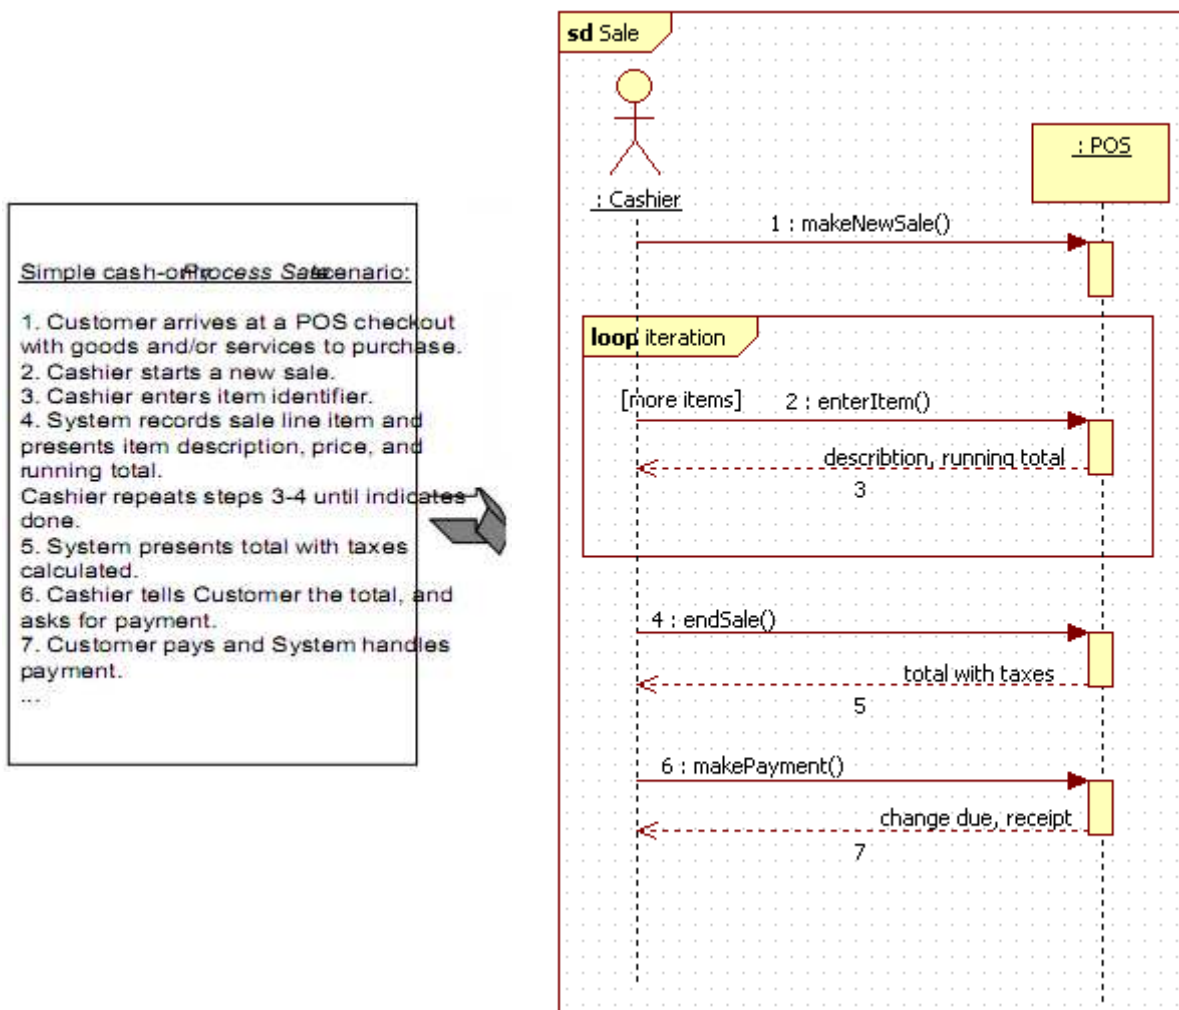 Simple cash-only Process Sale scenario:
1. Customer arrives at a POS checkout
with goods and/or services to purchase.
2. Cashier starts a new sale.
3. Cashier enters item identifier.
4. System records sale line item and
presents item description, price, and
running total.
Cashier repeats steps 3-4 until indicates
done.
5. System presents total with taxes
calculated.
6. Cashier tells Customer the total, and
asks for payment.
7. Customer pays and System handles
payment.
...
sd Sale
: Cashier
: POS
1 : makeNewSale()
loop iteration
[more items]
2 : enterItem()
describtion, running total
3
4 : endSale()
total with taxes
5
6 : makePayment()
change due, receipt
7